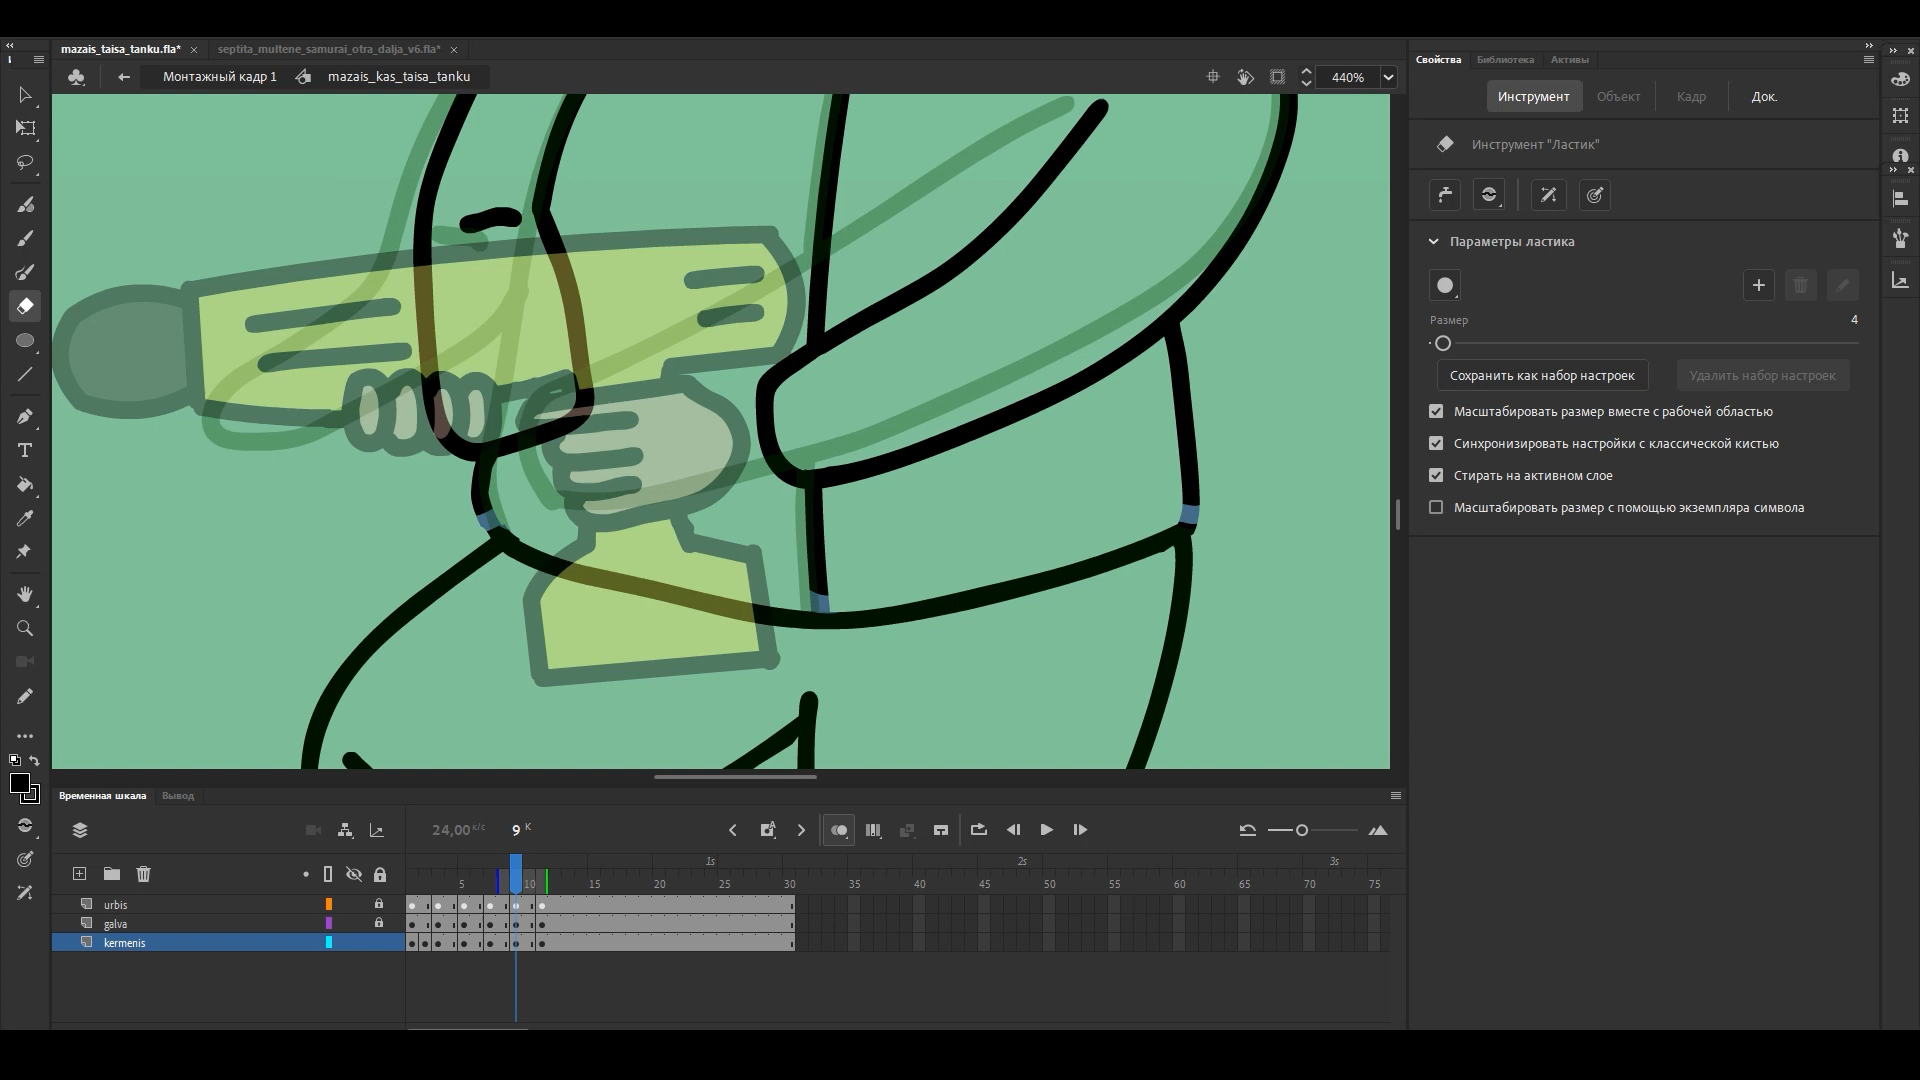 mazais_taisa_tanku.fla*
septita_multene_samurai_otra_dalja_v6.fla*
Монтажный кадр 1
mazais_kas_taisa_tanku
440%
Свойства
Библиотека
Активы
Инструмент
Объект
Кадр
Док.
Инструмент "Ластик"
Параметры ластика
Размер
4
Сохранить как набор настроек
Удалить набор настроек
Масштабировать размер вместе с рабочей областью
Синхронизировать настройки с классической кистью
Стирать на активном слое
Масштабировать размер с помощью экземпляра символа
Временная шкала
Вывод
24,00 к/с
9 К
1s 2s 3s
5 10 15 20 25 30 35 40 45 50 55 60 65 70 75
urbis
galva
kermenis